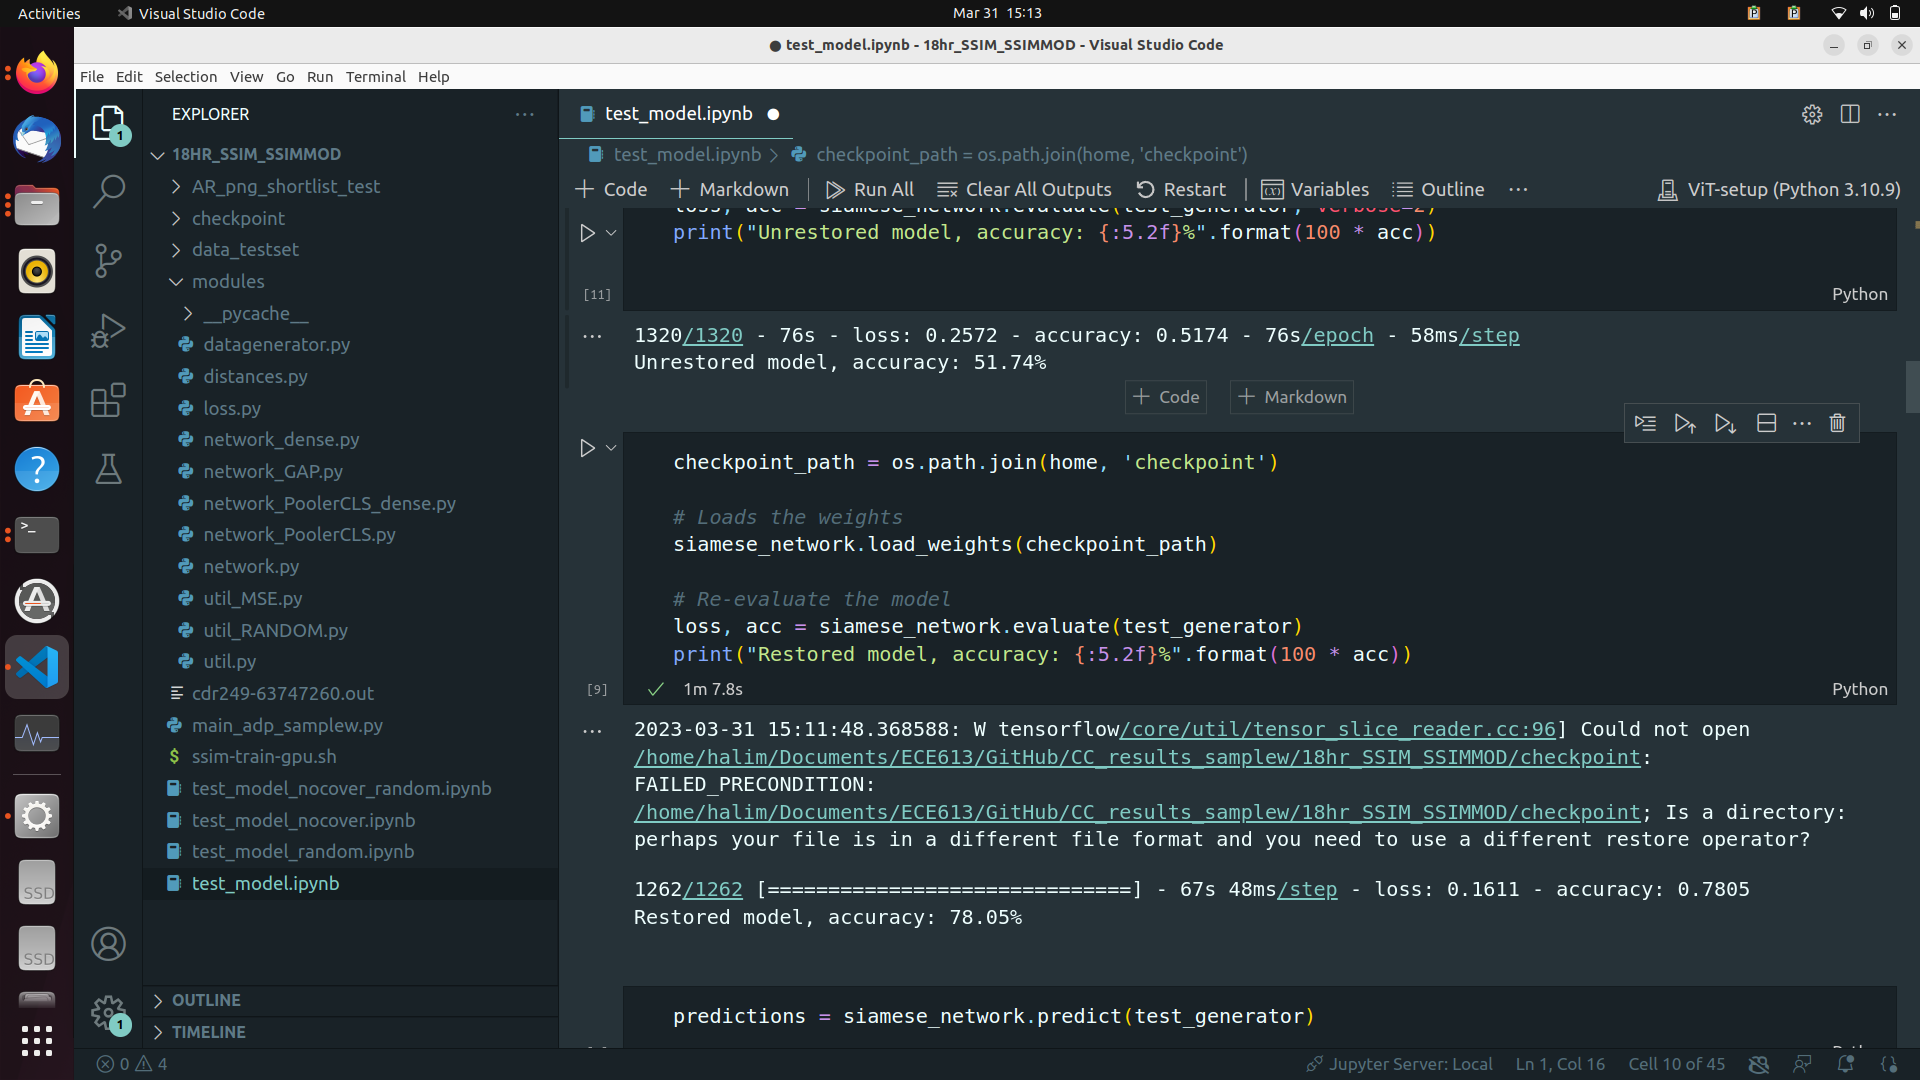 Activities
Visual Studio Code
Mar 31 15:13
● test_model.ipynb - 18hr_SSIM_SSIMMOD - Visual Studio Code
File Edit Selection View Go Run Terminal Help
EXPLORER
1
18HR_SSIM_SSIMMOD
AR_png_shortlist_test
checkpoint
data_testset
modules
__pycache__
datagenerator.py
distances.py
loss.py
network_dense.py
network_GAP.py
network_PoolerCLS_dense.py
network_PoolerCLS.py
network.py
util_MSE.py
util_RANDOM.py
util.py
cdr249-63747260.out
main_adp_samplew.py
$ ssim-train-gpu.sh
test_model_nocover_random.ipynb
test_model_nocover.ipynb
test_model_random.ipynb
test_model.ipynb
SSD
SSD
OUTLINE
1
TIMELINE
test_model.ipynb ●
test_model.ipynb > checkpoint_path = os.path.join(home, 'checkpoint')
+ Code + Markdown Run All Clear All Outputs Restart Variables Outline ··· ViT-setup (Python 3.10.9)
loss, acc = siamese_network.evaluate(test_generator, verbose=2)
print("Unrestored model, accuracy: {:5.2f}%".format(100 * acc))
[11]
Python
1320/1320 - 76s - loss: 0.2572 - accuracy: 0.5174 - 76s/epoch - 58ms/step
Unrestored model, accuracy: 51.74%
+ Code + Markdown
checkpoint_path = os.path.join(home, 'checkpoint')
# Loads the weights
siamese_network.load_weights(checkpoint_path)
# Re-evaluate the model
loss, acc = siamese_network.evaluate(test_generator)
print("Restored model, accuracy: {:5.2f}%".format(100 * acc))
[9] 1m 7.8s
Python
2023-03-31 15:11:48.368588: W tensorflow/core/util/tensor_slice_reader.cc:96] Could not open
/home/halim/Documents/ECE613/GitHub/CC_results_samplew/18hr_SSIM_SSIMMOD/checkpoint:
FAILED_PRECONDITION:
/home/halim/Documents/ECE613/GitHub/CC_results_samplew/18hr_SSIM_SSIMMOD/checkpoint; Is a directory:
perhaps your file is in a different file format and you need to use a different restore operator?
1262/1262 [==============================] - 67s 48ms/step - loss: 0.1611 - accuracy: 0.7805
Restored model, accuracy: 78.05%
predictions = siamese_network.predict(test_generator)
0 4
Jupyter Server: Local Ln 1, Col 16 Cell 10 of 45